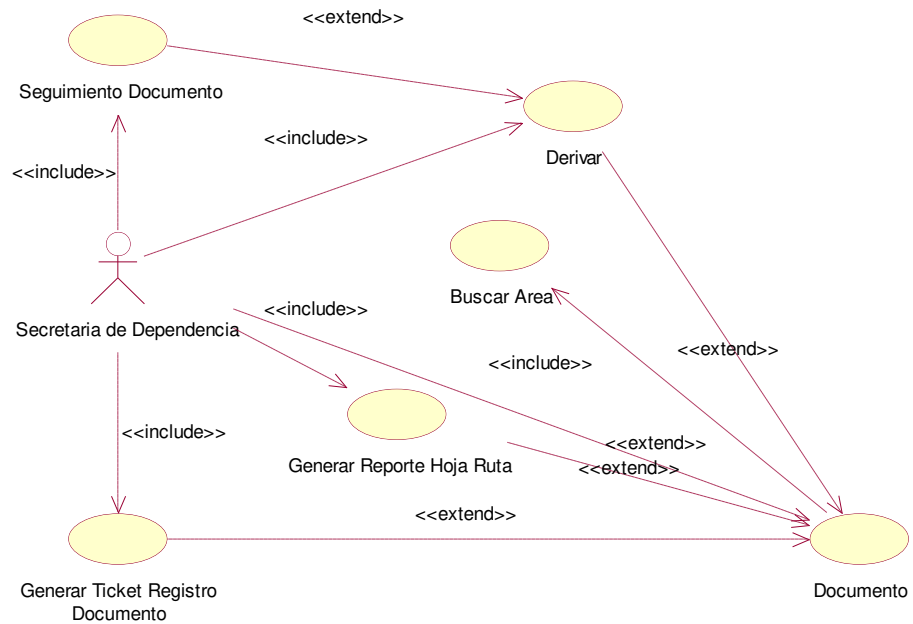 <<extend>>
Seguimiento Documento
<<include>>
Derivar
<<include>>
Buscar Area
<<include>>
Secretaria de Dependencia
<<extend>>
<<include>>
<<include>>
<<extend>>
Generar Reporte Hoja Ruta
<<extend>>
<<extend>>
Generar Ticket Registro
Documento
Documento